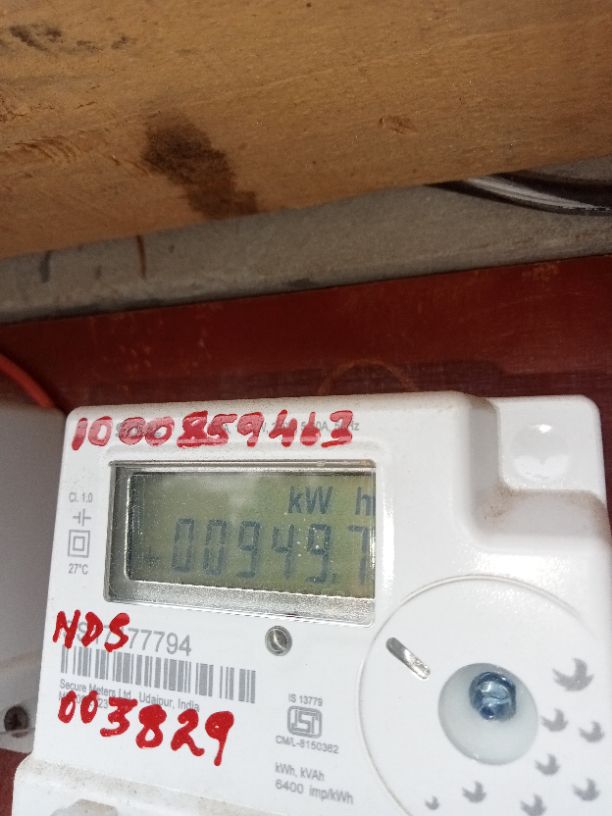 1000859463
Cl. 1.0
kW h
00949.7
27°C
NDS
77794
Secure Meters Ltd., Udaipur, India
003829
IS 13779
CM/L-8150362
kWh, kVAh
6400 imp/kWh